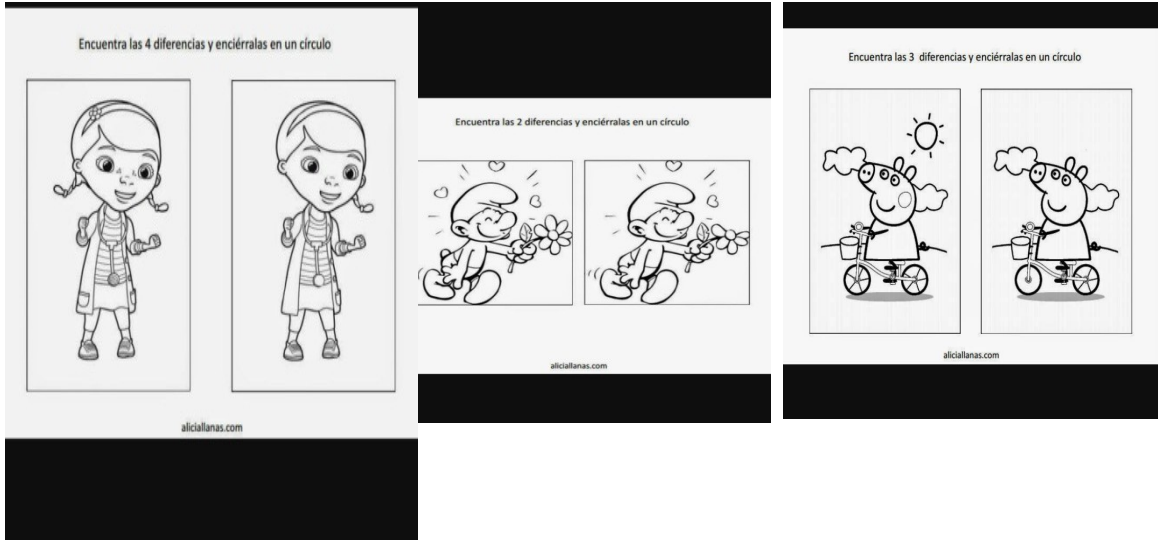 Encuentra las 4 diferencias y enciérralas en un círculo
aliciallanas.com
Encuentra las 2 diferencias y enciérralas en un círculo
aliciallanas.com
Encuentra las 3 diferencias y enciérralas en un círculo
aliciallanas.com